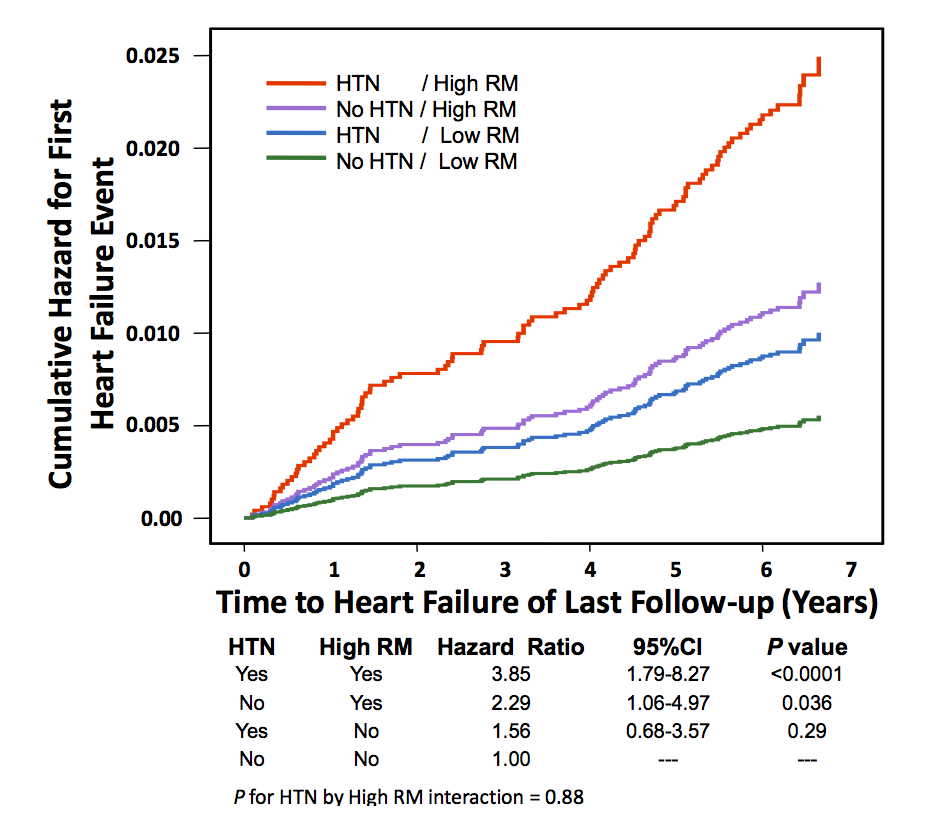 0.025
0.020
0.015
0.010
0.005
0.00
Cumulative Hazard for First
Heart Failure Event
HTN / High RM
No HTN / High RM
HTN / Low RM
No HTN / Low RM
0 1 2 3 4 5 6 7
Time to Heart Failure of Last Follow-up (Years)
HTN High RM Hazard Ratio 95%CI P value
Yes Yes 3.85 1.79-8.27 <0.0001
No Yes 2.29 1.06-4.97 0.036
Yes No 1.56 0.68-3.57 0.29
No No 1.00 --- ---
P for HTN by High RM interaction = 0.88